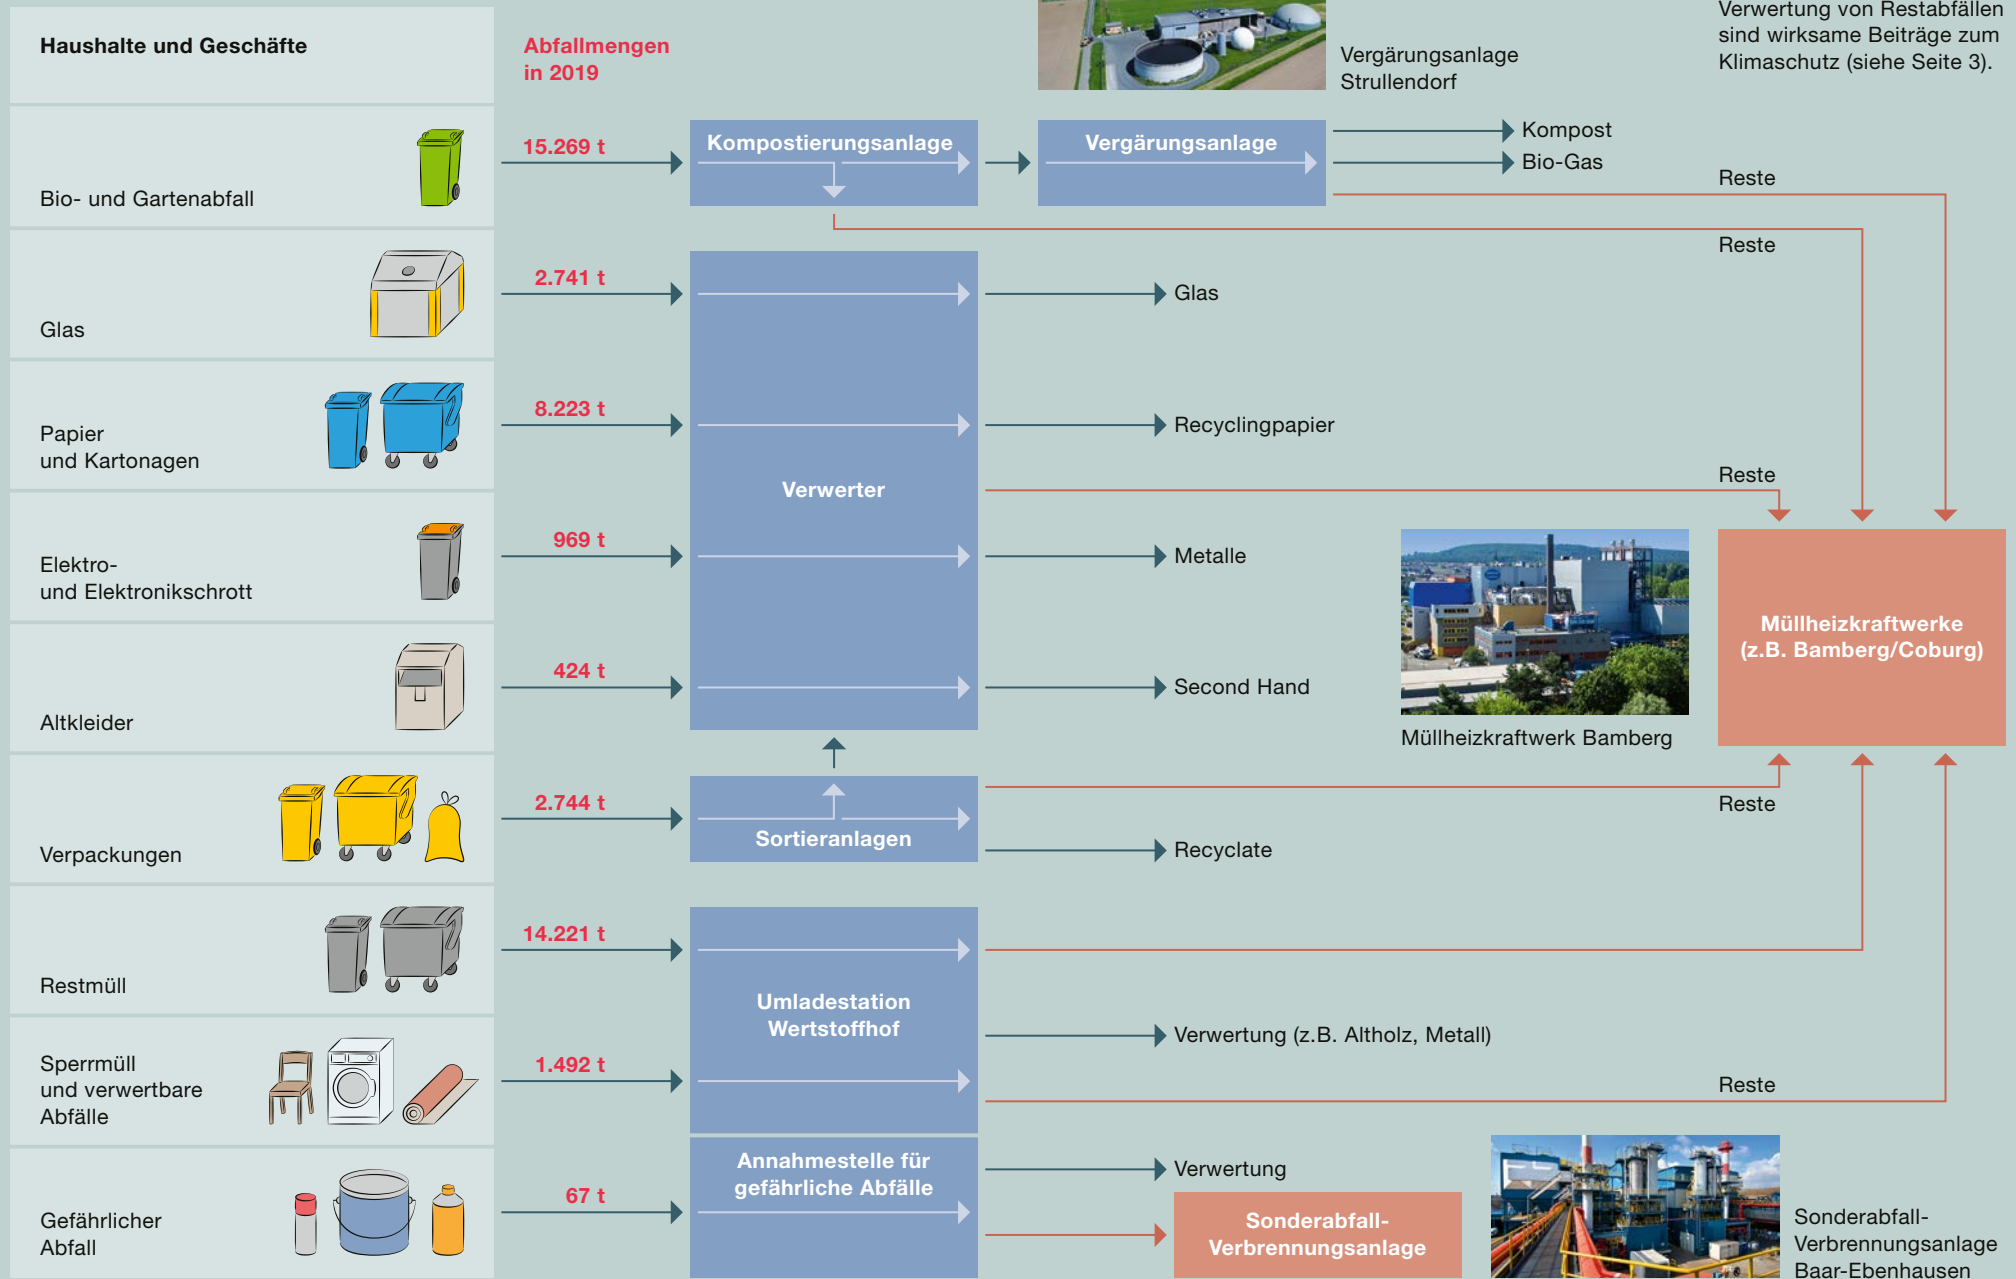 Verwertung von Restabfällen
sind wirksame Beiträge zum
Klimaschutz (siehe Seite 3).
Haushalte und Geschäfte
Abfallmengen
in 2019
Vergärungsanlage
Strullendorf
Bio- und Gartenabfall
15.269 t
Kompostierungsanlage
Vergärungsanlage
Kompost
Bio-Gas
Reste
Reste
Glas
2.741 t
Glas
Papier
und Kartonagen
8.223 t
Recyclingpapier
Verwerter
Reste
Elektro-
und Elektronikschrott
969 t
Metalle
Müllheizkraftwerke
(z.B. Bamberg/Coburg)
Altkleider
424 t
Second Hand
Müllheizkraftwerk Bamberg
Verpackungen
2.744 t
Sortieranlagen
Reste
Recyclate
Restmüll
14.221 t
Umladestation
Wertstoffhof
Verwertung (z.B. Altholz, Metall)
Sperrmüll
und verwertbare
Abfälle
1.492 t
Reste
Gefährlicher
Abfall
67 t
Annahmestelle für
gefährliche Abfälle
Verwertung
Sonderabfall-
Verbrennungsanlage
Sonderabfall-
Verbrennungsanlage
Baar-Ebenhausen